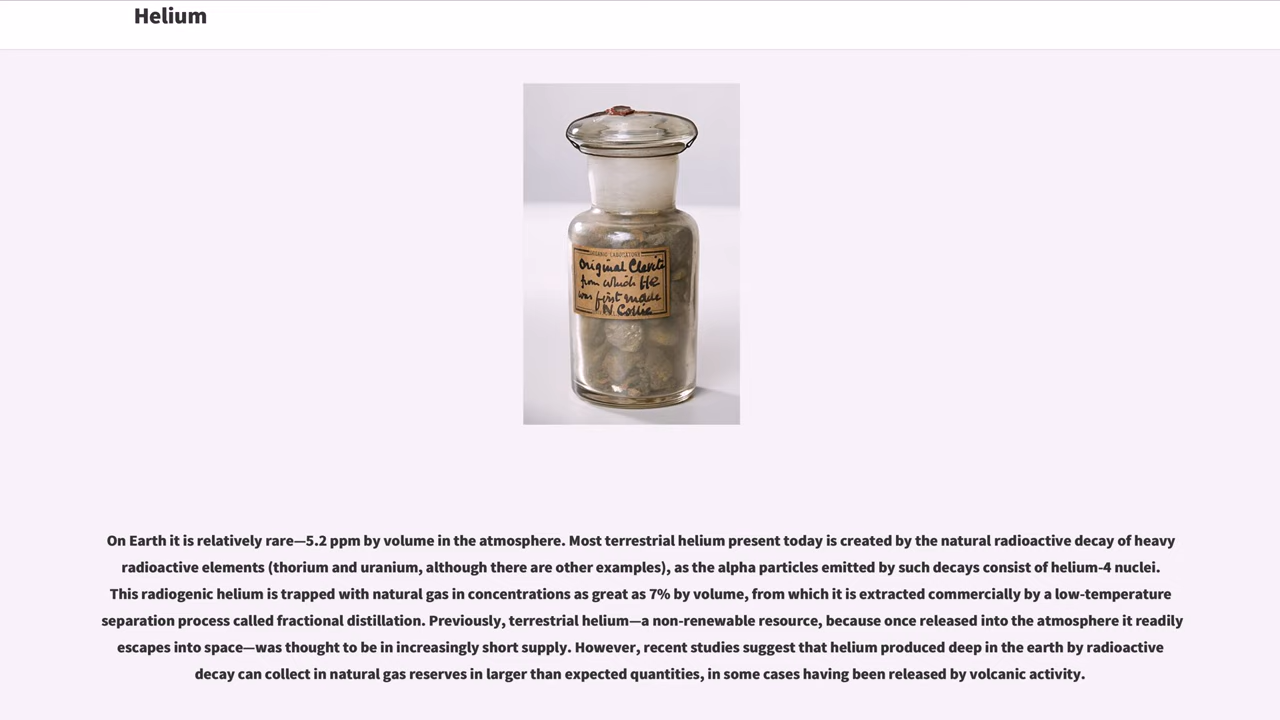 Helium
ORGANIC LABORATORY
Original Cleveite
from which He
was first made
N. Collie
On Earth it is relatively rare—5.2 ppm by volume in the atmosphere. Most terrestrial helium present today is created by the natural radioactive decay of heavy
radioactive elements (thorium and uranium, although there are other examples), as the alpha particles emitted by such decays consist of helium-4 nuclei.
This radiogenic helium is trapped with natural gas in concentrations as great as 7% by volume, from which it is extracted commercially by a low-temperature
separation process called fractional distillation. Previously, terrestrial helium—a non-renewable resource, because once released into the atmosphere it readily
escapes into space—was thought to be in increasingly short supply. However, recent studies suggest that helium produced deep in the earth by radioactive
decay can collect in natural gas reserves in larger than expected quantities, in some cases having been released by volcanic activity.